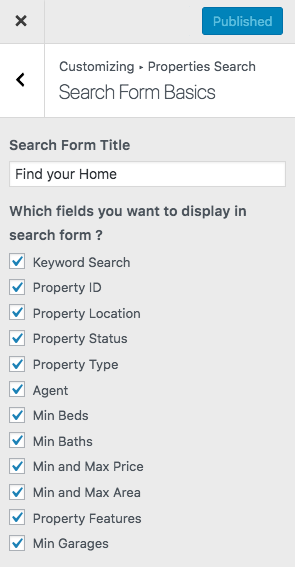 Published
Customizing ▸ Properties Search
Search Form Basics
Search Form Title
Find your Home
Which fields you want to display in
search form ?
Keyword Search
Property ID
Property Location
Property Status
Property Type
Agent
Min Beds
Min Baths
Min and Max Price
Min and Max Area
Property Features
Min Garages